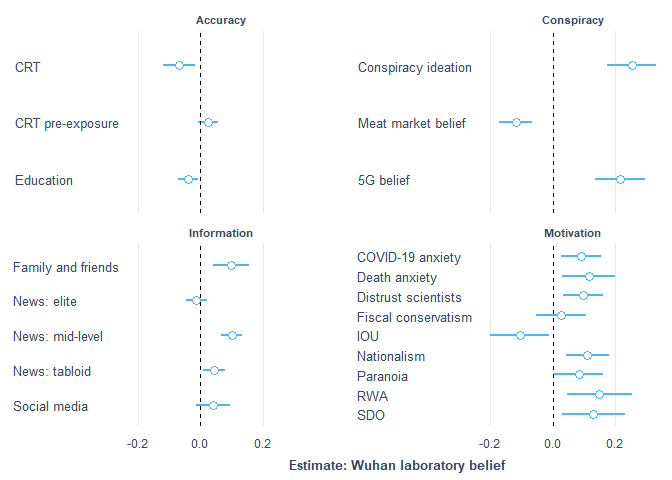 Accuracy
CRT
CRT pre-exposure
Education
Conspiracy
Conspiracy ideation
Meat market belief
5G belief
Information
Family and friends
News: elite
News: mid-level
News: tabloid
Social media
-0.2 0.0 0.2
Motivation
COVID-19 anxiety
Death anxiety
Distrust scientists
Fiscal conservatism
IOU
Nationalism
Paranoia
RWA
SDO
-0.2 0.0 0.2
Estimate: Wuhan laboratory belief